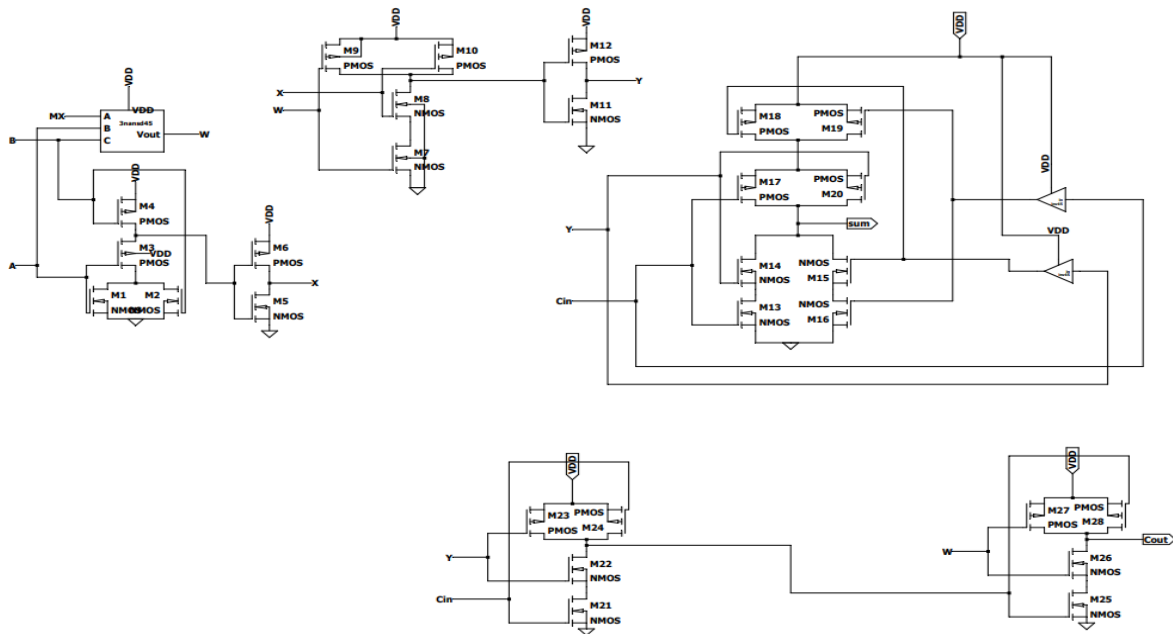 VDD
MX
A
VDD
3nansd45
B
Vout
W
C
B
VDD
M4
PMOS
A
M3
VDD
PMOS
M1
NMOS
M2
NMOS
VDD
M6
PMOS
X
M5
NMOS
VDD
M9
PMOS
M10
PMOS
X
W
M8
NMOS
M7
NMOS
VDD
M12
PMOS
Y
M11
NMOS
VDD
M18
PMOS
PMOS
M19
M17
PMOS
PMOS
M20
VDD
VDD
sum
Y
M14
NMOS
NMOS
M15
Cin
M13
NMOS
NMOS
M16
VDD
M23
PMOS
PMOS
M24
Y
M22
NMOS
Cin
M21
NMOS
VDD
M27
PMOS
PMOS
M28
W
Cout
M26
NMOS
M25
NMOS